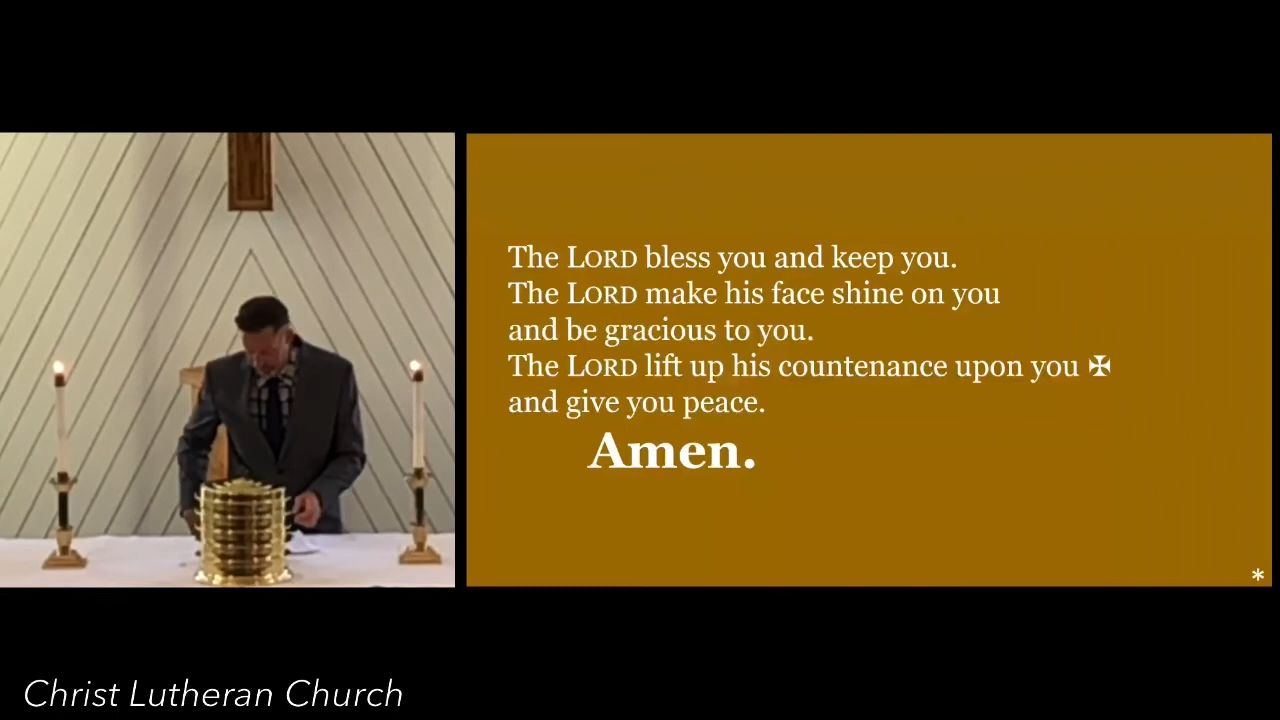 The LORD bless you and keep you.
The LORD make his face shine on you
and be gracious to you.
The LORD lift up his countenance upon you ✠
and give you peace.
Amen.
*
Christ Lutheran Church